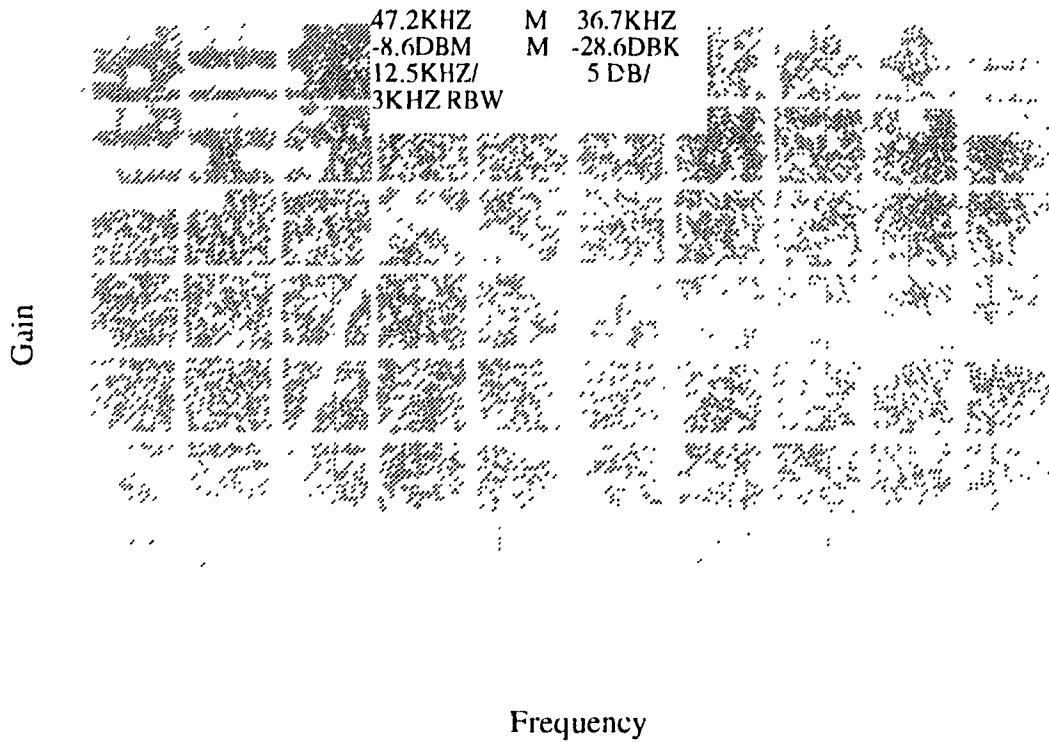 47.2KHZ M 36.7KHZ
-8.6DBM M -28.6DBK
12.5KHZ/ 5 DB/
3KHZ RBW
Gain
Frequency